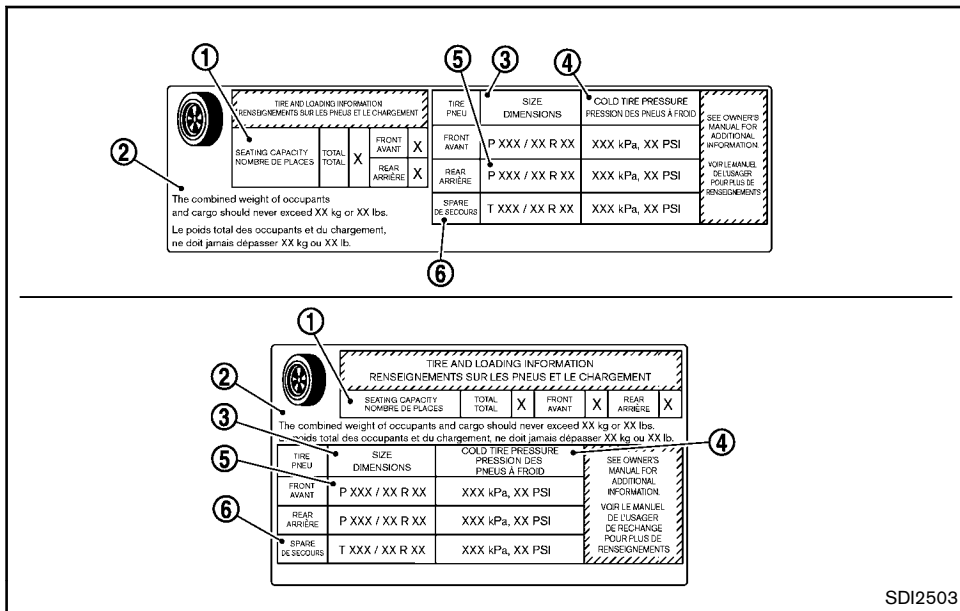 ① ③ ⑤ ④
② ⑥
TIRE AND LOADING INFORMATION
RENSEIGNEMENTS SUR LES PNEUS ET LE CHARGEMENT
SEATING CAPACITY
NOMBRE DE PLACES
TOTAL
TOTAL
X
FRONT
AVANT
X
REAR
ARRIÈRE
X
The combined weight of occupants
and cargo should never exceed XX kg or XX lbs.
Le poids total des occupants et du chargement,
ne doit jamais dépasser XX kg ou XX lb.
TIRE
PNEU
SIZE
DIMENSIONS
COLD TIRE PRESSURE
PRESSION DES PNEUS À FROID
FRONT
AVANT
P XXX / XX R XX
XXX kPa, XX PSI
REAR
ARRIÈRE
P XXX / XX R XX
XXX kPa, XX PSI
SPARE
DE SECOURS
T XXX / XX R XX
XXX kPa, XX PSI
SEE OWNER'S
MANUAL FOR
ADDITIONAL
INFORMATION.
VOIR LE MANUEL
DE L'USAGER
POUR PLUS DE
RENSEIGNEMENTS
①
②
③
④
⑤
⑥
TIRE AND LOADING INFORMATION
RENSEIGNEMENTS SUR LES PNEUS ET LE CHARGEMENT
SEATING CAPACITY
NOMBRE DE PLACES
TOTAL
TOTAL
X
FRONT
AVANT
X
REAR
ARRIÈRE
X
The combined weight of occupants and cargo should never exceed XX kg or XX lbs.
poids total des occupants et du chargement, ne doit jamais dépasser XX kg ou XX lb.
TIRE
PNEU
SIZE
DIMENSIONS
COLD TIRE PRESSURE
PRESSION DES
PNEUS À FROID
FRONT
AVANT
P XXX / XX R XX
XXX kPa, XX PSI
REAR
ARRIÈRE
P XXX / XX R XX
XXX kPa, XX PSI
SPARE
DE SECOURS
T XXX / XX R XX
XXX kPa, XX PSI
SEE OWNER'S
MANUAL FOR
ADDITIONAL
INFORMATION.
VOIR LE MANUEL
DE L'USAGER
DE RECHANGE
POUR PLUS DE
RENSEIGNEMENTS
SDI2503